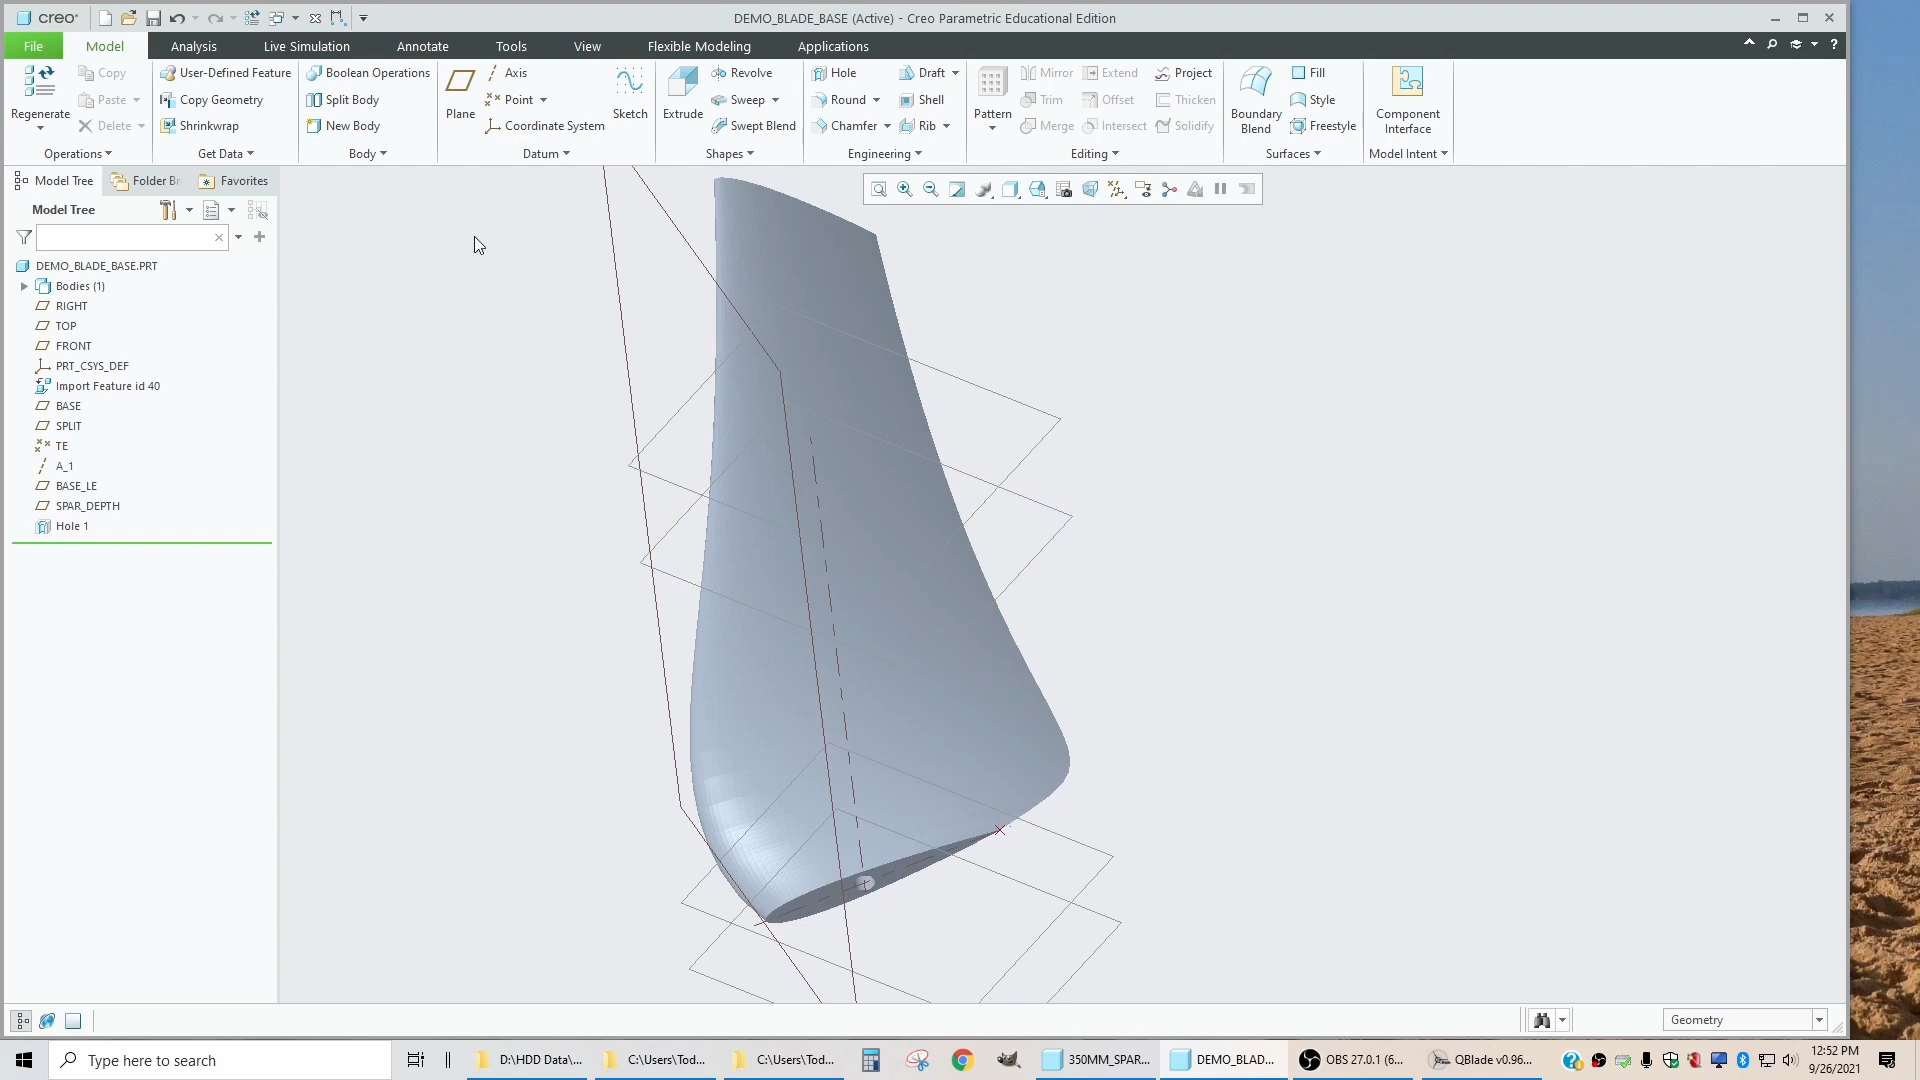 creo
DEMO_BLADE_BASE (Active) - Creo Parametric Educational Edition
File Model Analysis Live Simulation Annotate Tools View Flexible Modeling Applications
Regenerate
Copy
Paste
Delete
Operations
User-Defined Feature
Copy Geometry
Shrinkwrap
Get Data
Boolean Operations
Split Body
New Body
Body
Plane
Axis
Point
Coordinate System
Sketch
Datum
Extrude
Revolve
Sweep
Swept Blend
Shapes
Hole
Round
Chamfer
Draft
Shell
Rib
Engineering
Pattern
Mirror
Trim
Merge
Extend
Offset
Intersect
Project
Thicken
Solidify
Editing
Boundary
Blend
Fill
Style
Freestyle
Surfaces
Component
Interface
Model Intent
Model Tree Folder Br Favorites
Model Tree
DEMO_BLADE_BASE.PRT
Bodies (1)
RIGHT
TOP
FRONT
PRT_CSYS_DEF
Import Feature id 40
BASE
SPLIT
TE
A_1
BASE_LE
SPAR_DEPTH
Hole 1
Geometry
Type here to search
D:\HDD Data\...
C:\Users\Tod...
C:\Users\Tod...
350MM_SPAR...
DEMO_BLAD...
OBS 27.0.1 (6...
QBlade v0.96...
12:52 PM
9/26/2021